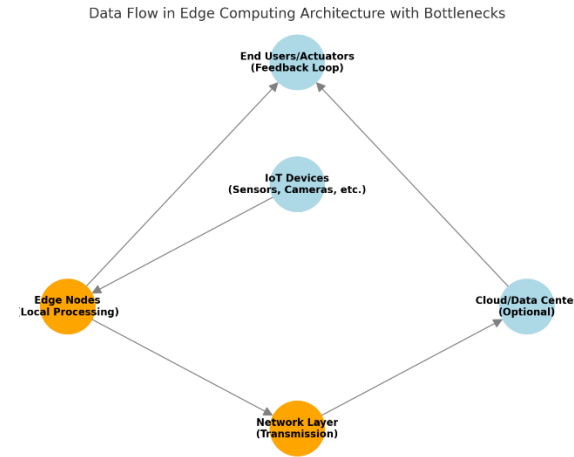 Data Flow in Edge Computing Architecture with Bottlenecks
End Users/Actuators
(Feedback Loop)
IoT Devices
(Sensors, Cameras, etc.)
Edge Nodes
(Local Processing)
Cloud/Data Cente
(Optional)
Network Layer
(Transmission)